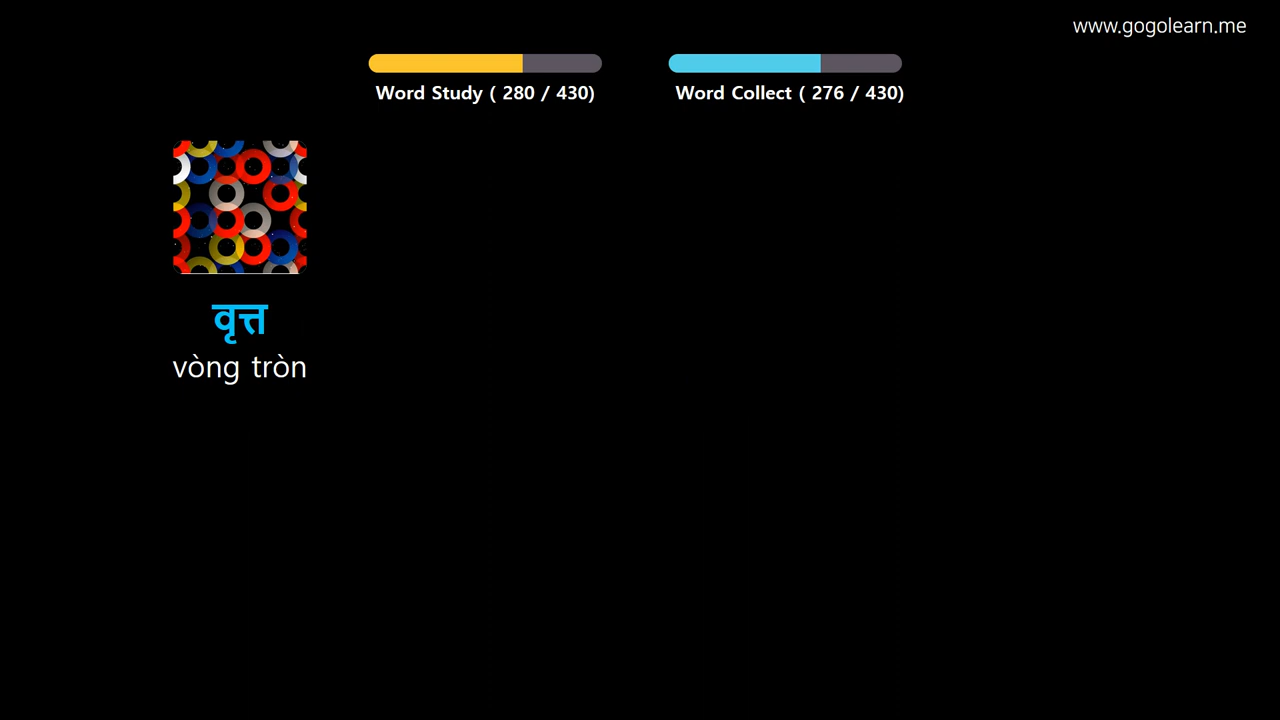 www.gogolearn.me
Word Study ( 280 / 430)
Word Collect ( 276 / 430)
वृत्त
vòng tròn